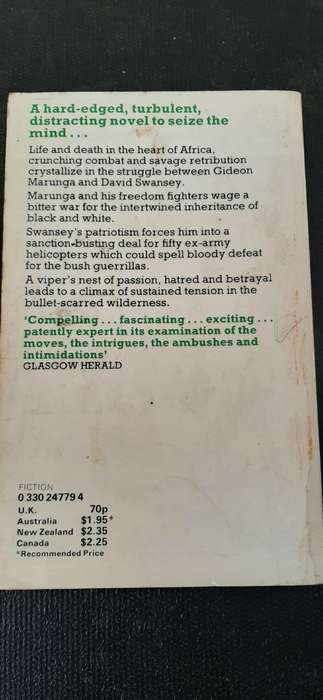 A hard-edged, turbulent,
distracting novel to seize the
mind...
Life and death in the heart of Africa,
crunching combat and savage retribution
crystallize in the struggle between Gideon
Marunga and David Swansey.
Marunga and his freedom fighters wage a
bitter war for the intertwined inheritance of
black and white.
Swansey's patriotism forces him into a
sanction-busting deal for fifty ex-army
helicopters which could spell bloody defeat
for the bush guerrillas.
A viper's nest of passion, hatred and betrayal
leads to a climax of sustained tension in the
bullet-scarred wilderness.
'Compelling... fascinating... exciting...
patently expert in its examination of the
moves, the intrigues, the ambushes and
intimidations'
GLASGOW HERALD
FICTION
0 330 24779 4
U.K. 70p
Australia $1.95*
New Zealand $2.35
Canada $2.25
*Recommended Price